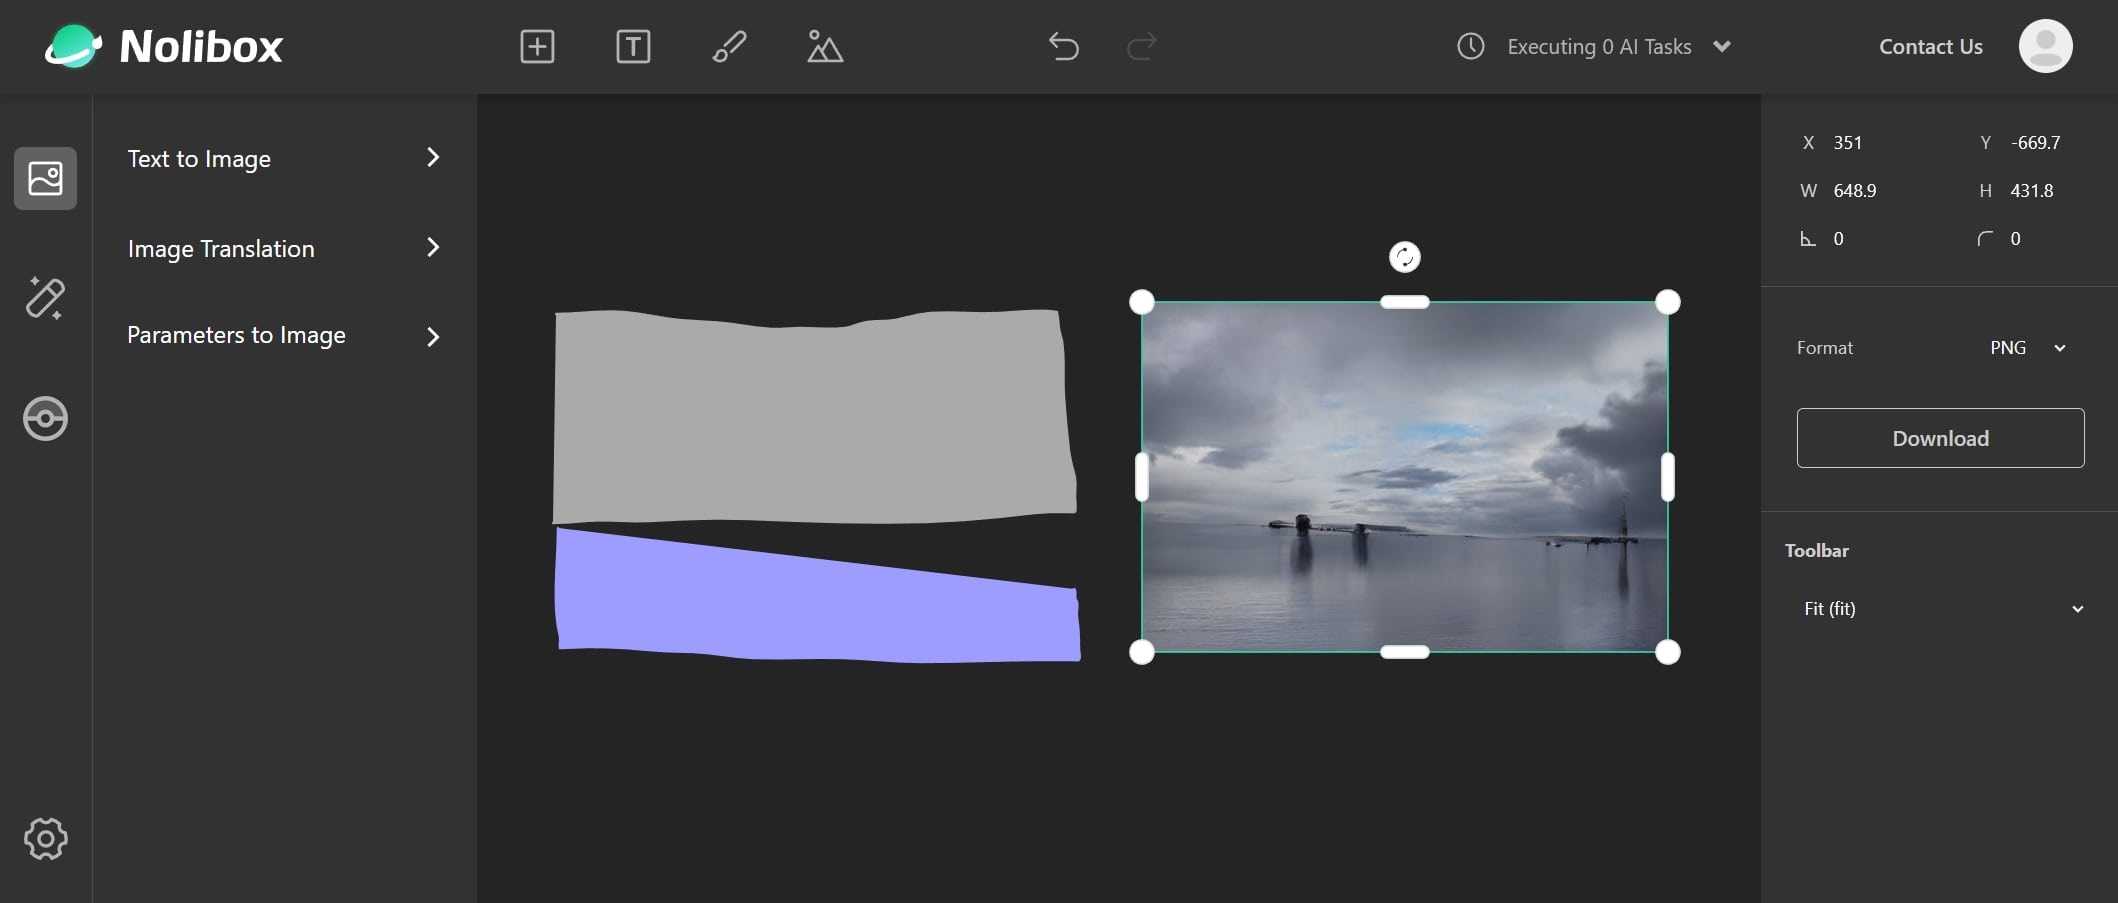 Nolibox
Executing 0 AI Tasks
Contact Us
Text to Image
Image Translation
Parameters to Image
X 351 Y -669.7
W 648.9 H 431.8
0 0
Format PNG
Download
Toolbar
Fit (fit)